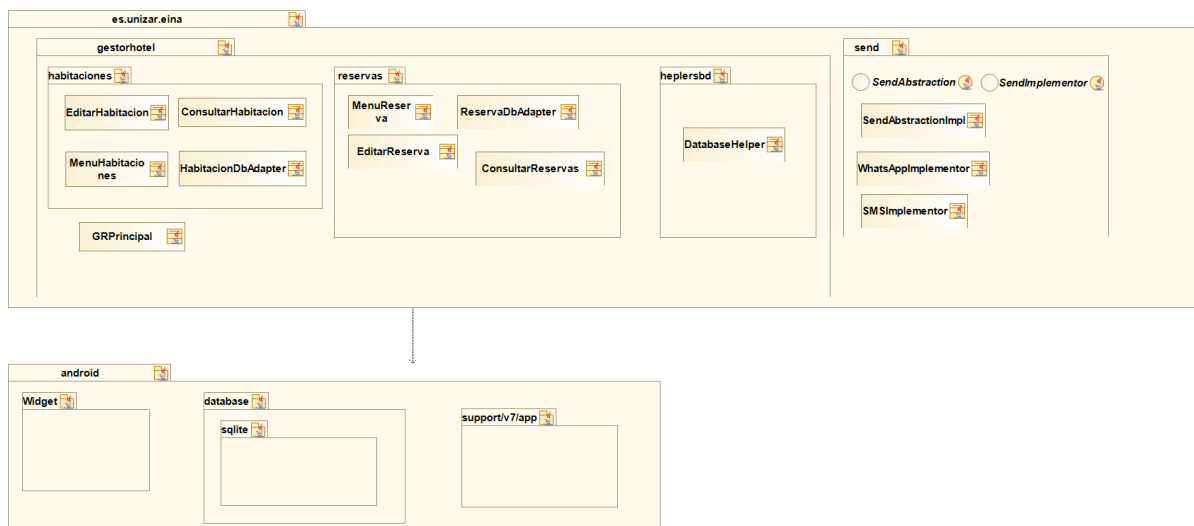 es.unizar.eina
gestorhotel
send
habitaciones
reservas
heplersbd
SendAbstraction
SendImplementor
EditarHabitacion
ConsultarHabitacion
MenuReser
va
ReservaDbAdapter
SendAbstractionImpl
EditarReserva
DatabaseHelper
MenuHabitacio
nes
HabitacionDbAdapter
ConsultarReservas
WhatsAppImplementor
SMSImplementor
GRPrincipal
android
Widget
database
support/v7/app
sqlite